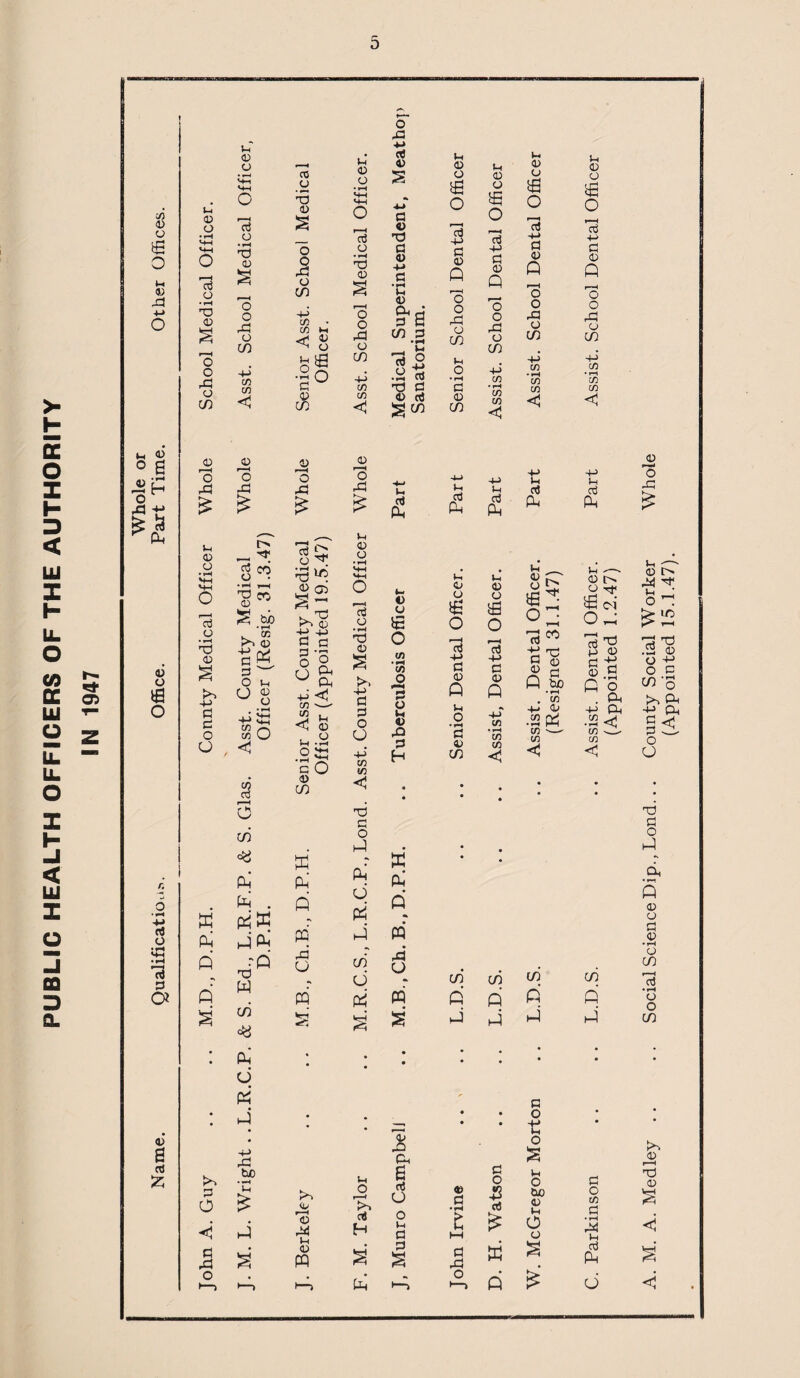 5
PUBLIC HEALTH OFFICERS OF THE AUTHORITY
IN 1947
Name. Qualifications. Office. Whole or Part Time. Other Offices.
John A. Guy .. .. M.D., D.P.H. County Medical Officer Whole School Medical Officer.
J. M. L. Wright .. L.R.C.P. & S. Ed., L.R.F.P. & S. Glas. D.P.H. Asst. County Medical Officer (Resig. 31.3.47) Whole Asst. School Medical Officer,
J. Berkeley .. .. M.B., Ch.B., D.P.H. Senior Asst. County Medical Officer (Appointed 19.5.47) Whole Senior Asst. School Medical Officer.
F. M. Taylor .. .. M.R.C.S., L.R.C.P., Lond. Asst. County Medical Officer Whole Asst. School Medical Officer.
J, Munro Campbell .. M.B., Ch. B., D.P.H. .. Tuberculosis Officer Part Medical Superintendent, Meathop Sanatorium.
John Irvine .. .. L.D.S. .. .. Senior Dental Officer. Part Senior School Dental Officer
D. H. Watson .. .. L.D.S. .. .. Assist, Dental Officer. Part Assist. School Dental Officer
W. McGregor Morton .. L.D.S. .. .. Assist. Dental Officer. (Resigned 31.1.47) Part Assist. School Dental Officer
C. Parkinson .. .. L.D.S. .. .. Assist. Dental Officer. (Appointed 1.2.47) Part Assist. School Dental Officer
A. M. A. Medley .. .. Social Science Dip., Lond... County Social Worker (Appointed 15.1.47). Whole